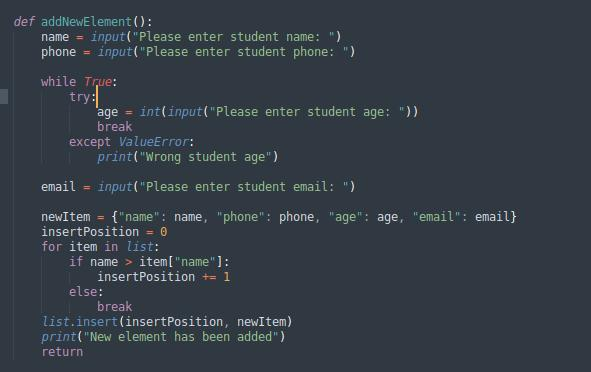 def addNewElement():
    name = input("Please enter student name: ")
    phone = input("Please enter student phone: ")
    while True:
        try:
            age = int(input("Please enter student age: "))
            break
        except ValueError:
            print("Wrong student age")
    email = input("Please enter student email: ")
    newItem = {"name": name, "phone": phone, "age": age, "email": email}
    insertPosition = 0
    for item in list:
        if name > item["name"]:
            insertPosition += 1
        else:
            break
    list.insert(insertPosition, newItem)
    print("New element has been added")
    return